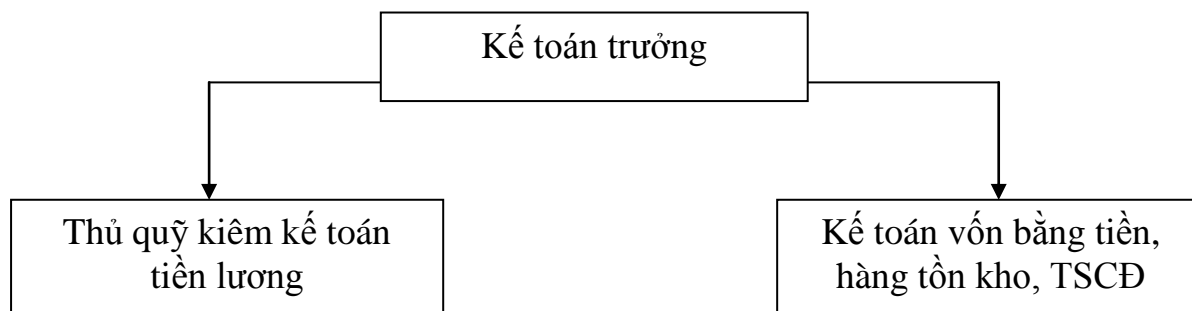 Kế toán trưởng
Thủ quỹ kiêm kế toán
tiền lương
Kế toán vốn bằng tiền,
hàng tồn kho, TSCĐ